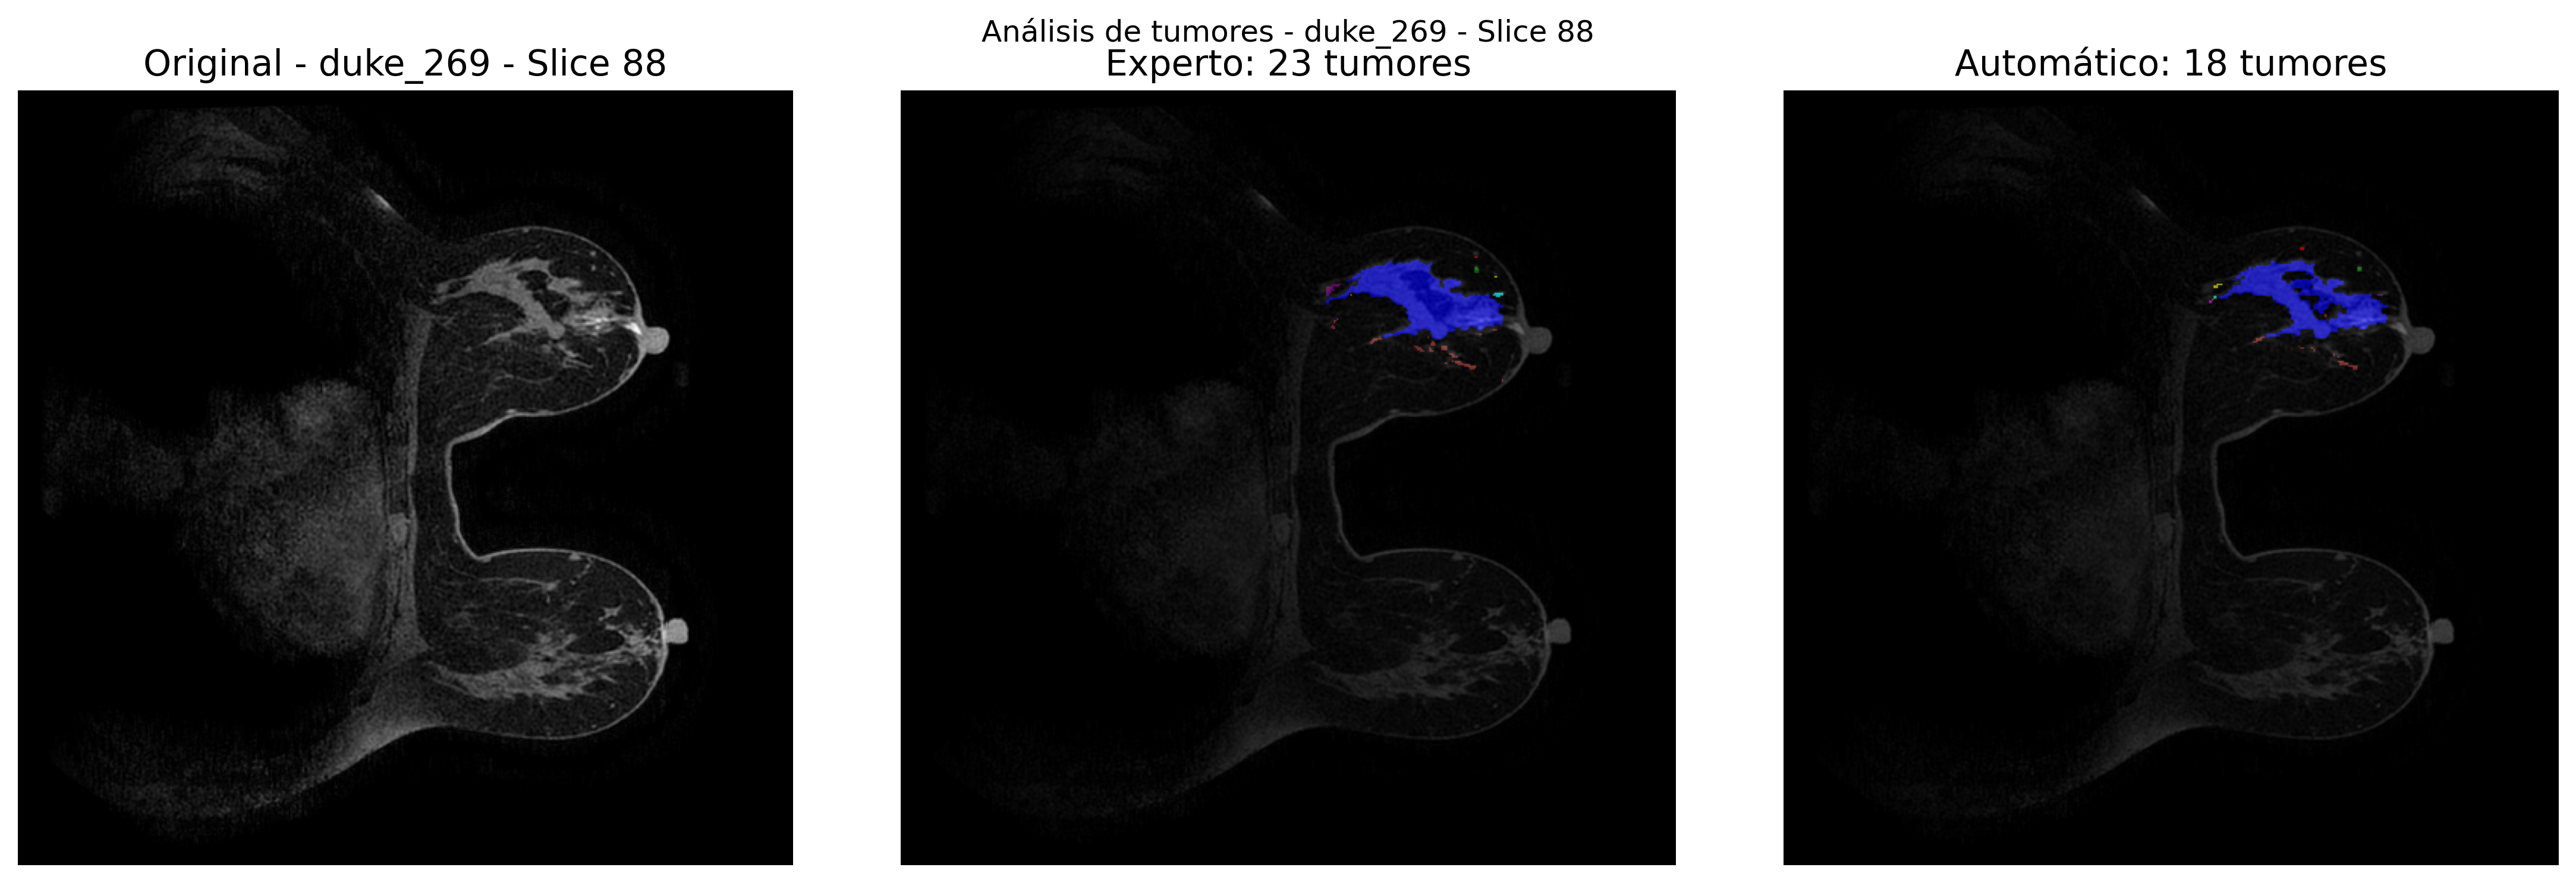 Análisis de tumores - duke_269 - Slice 88
Original - duke_269 - Slice 88
Experto: 23 tumores
Automático: 18 tumores